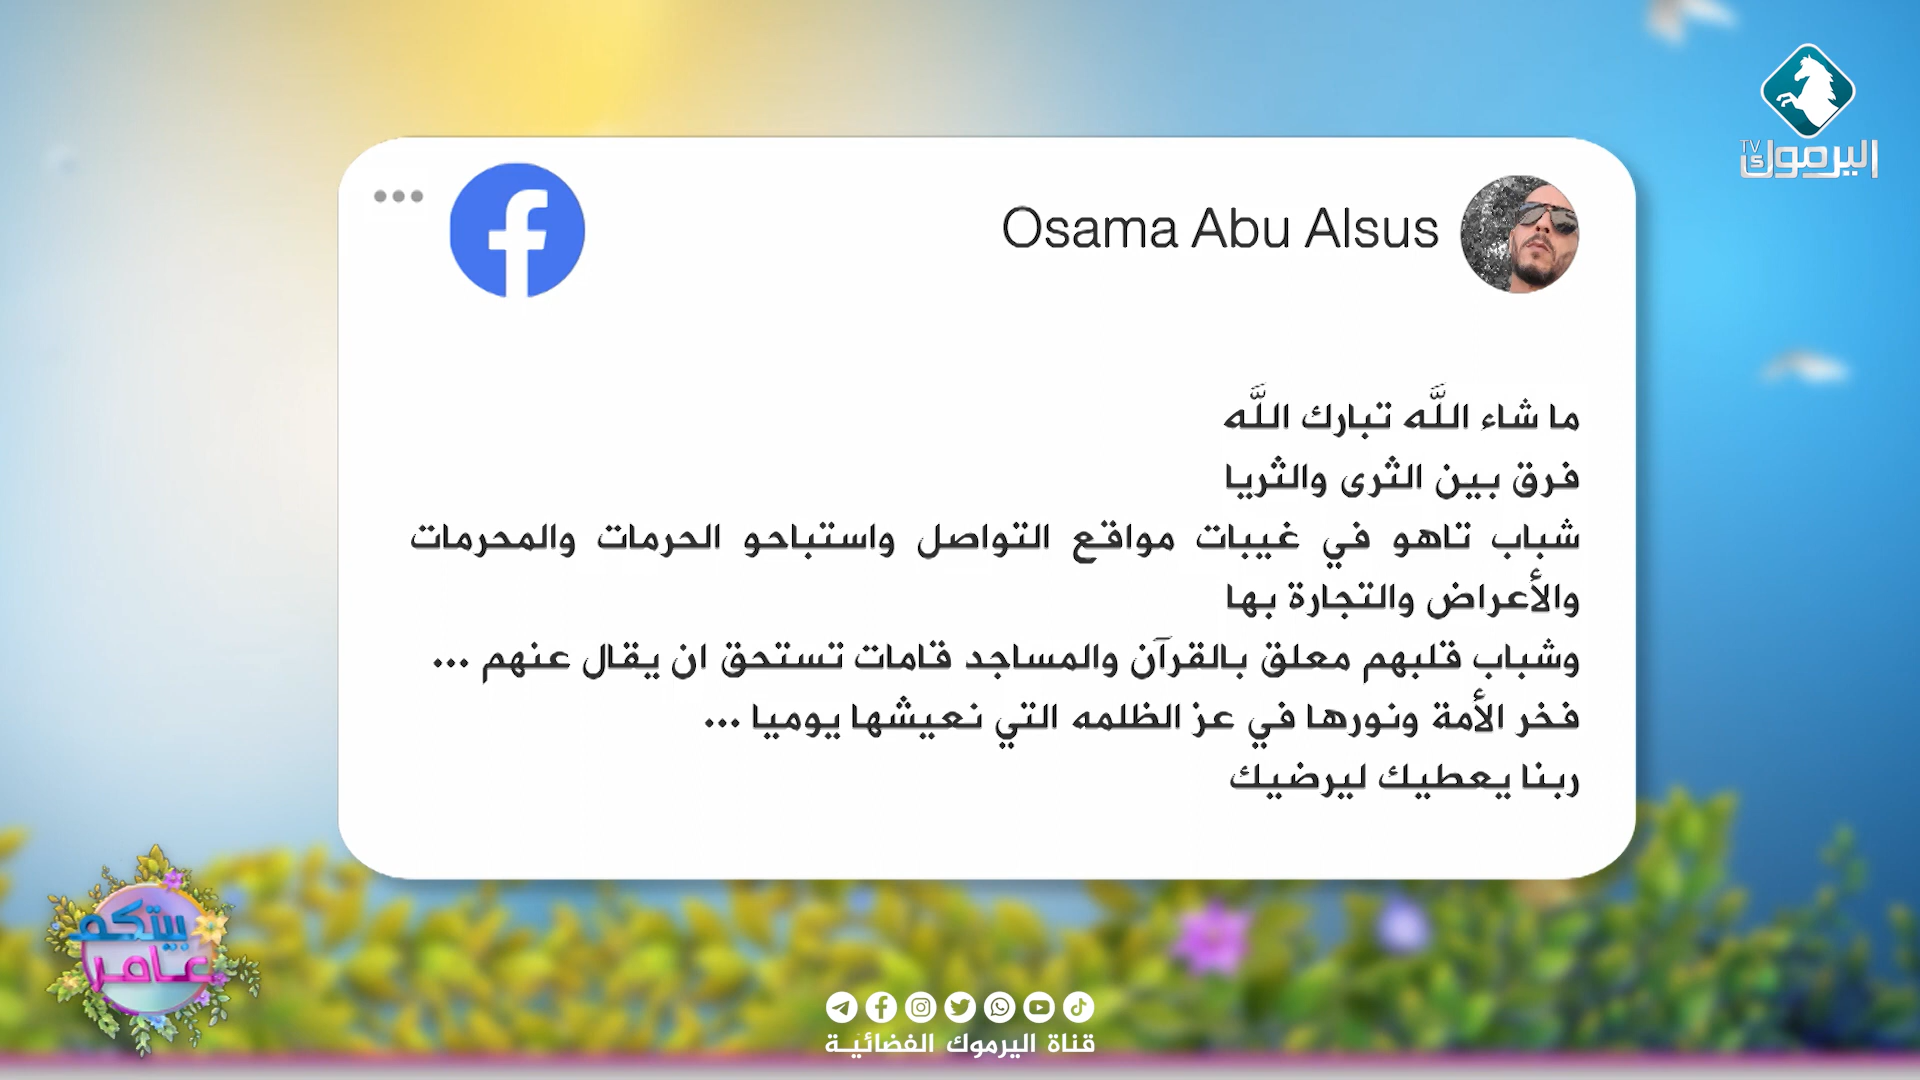 اليرموك
TV
Osama Abu Alsus
ما شاء اللَّه تبارك اللَّه
فرق بين الثرى والثريا
شباب تاهو في غيبات مواقع التواصل واستباحو الحرمات والمحرمات
والأعراض والتجارة بها
وشباب قلبهم معلق بالقرآن والمساجد قامات تستحق ان يقال عنهم ...
فخر الأمة ونورها في عز الظلمه التي نعيشها يوميا ...
ربنا يعطيك ليرضيك
بيتكم
عامر
قناة اليرموك الفضائية